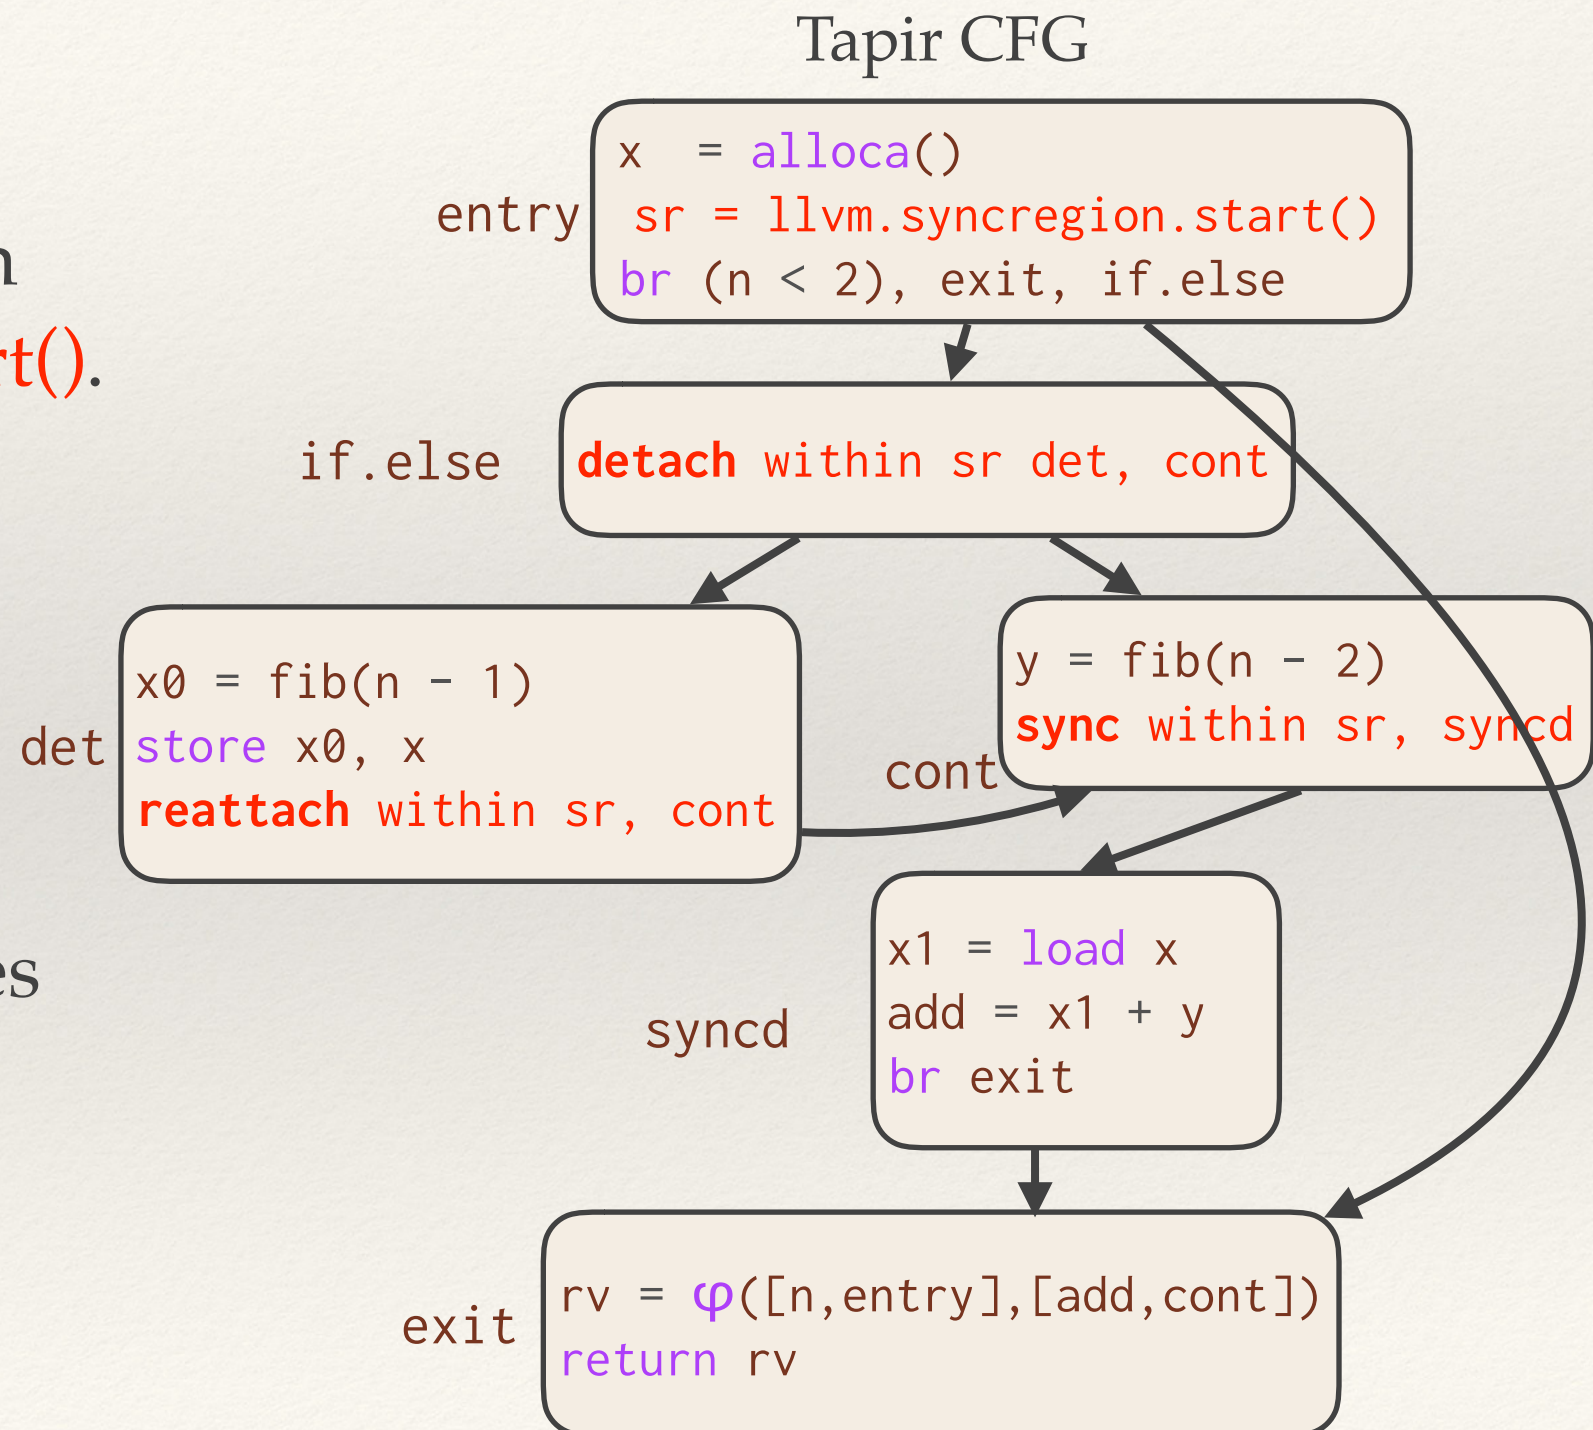 Tapir CFG
n
rt().
es
entry
x = alloca()
sr = llvm.syncregion.start()
br (n < 2), exit, if.else
if.else
detach within sr det, cont
det
x0 = fib(n - 1)
store x0, x
reattach within sr, cont
cont
y = fib(n - 2)
sync within sr, syncd
syncd
x1 = load x
add = x1 + y
br exit
exit
rv = φ([n,entry],[add,cont])
return rv